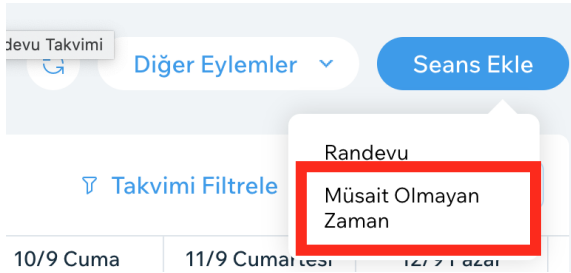 devu Takvimi
Diğer Eylemler
Seans Ekle
Randevu
Takvimi Filtrele
Müsait Olmayan
Zaman
10/9 Cuma
11/9 Cumartesi
12/9 Pazar